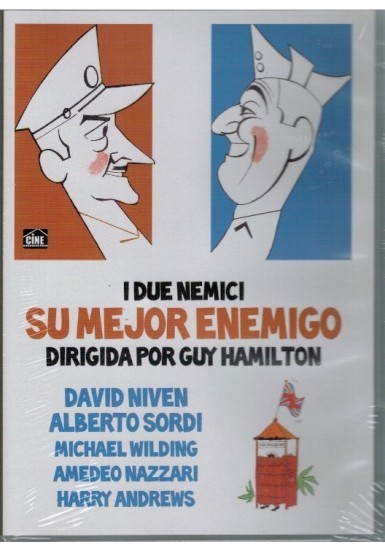 CINE
I DUE NEMICI
SU MEJOR ENEMIGO
DIRIGIDA POR GUY HAMILTON
DAVID NIVEN
ALBERTO SORDI
MICHAEL WILDING
AMEDEO NAZZARI
HARRY ANDREWS